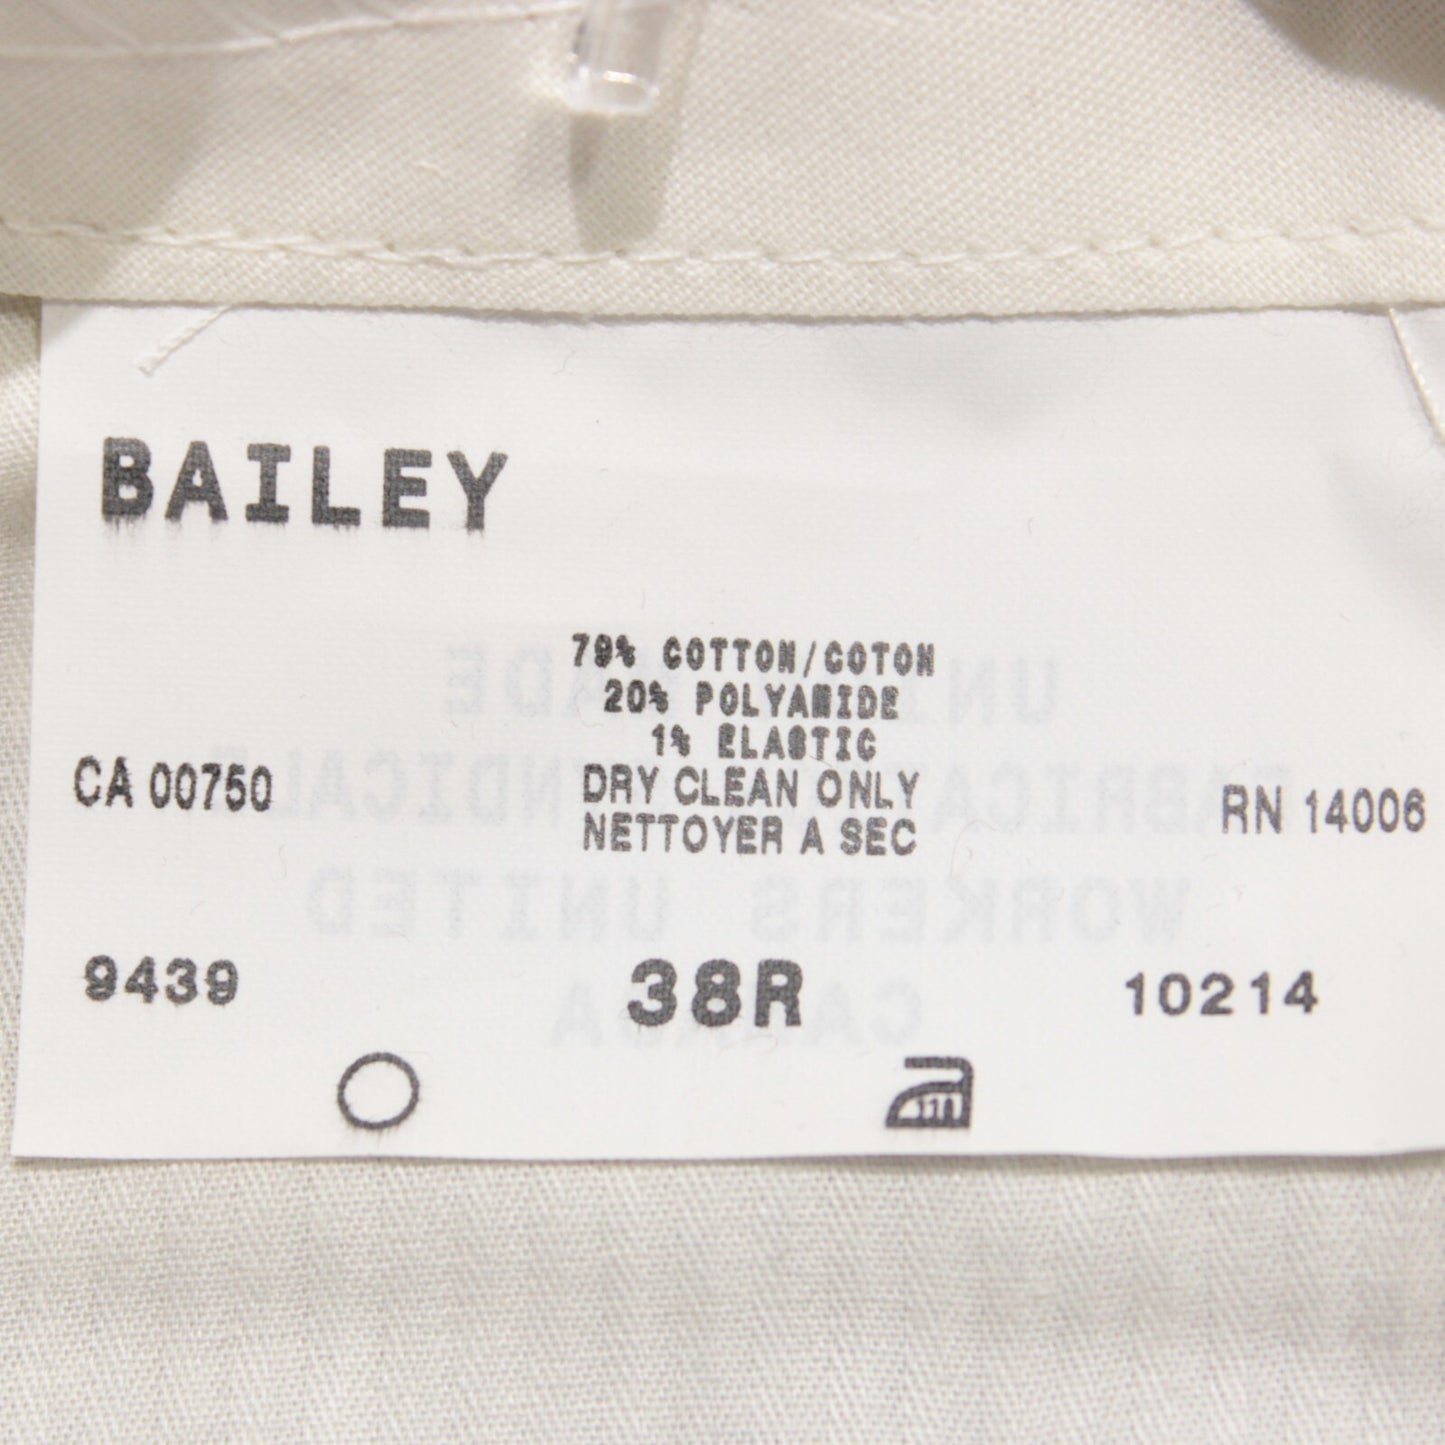 BAILEY
79% COTTON/COTON
20% POLYAMIDE
1% ELASTIC
DRY CLEAN ONLY
NETTOYER A SEC
CA 00750
RN 14006
9439
38R
10214